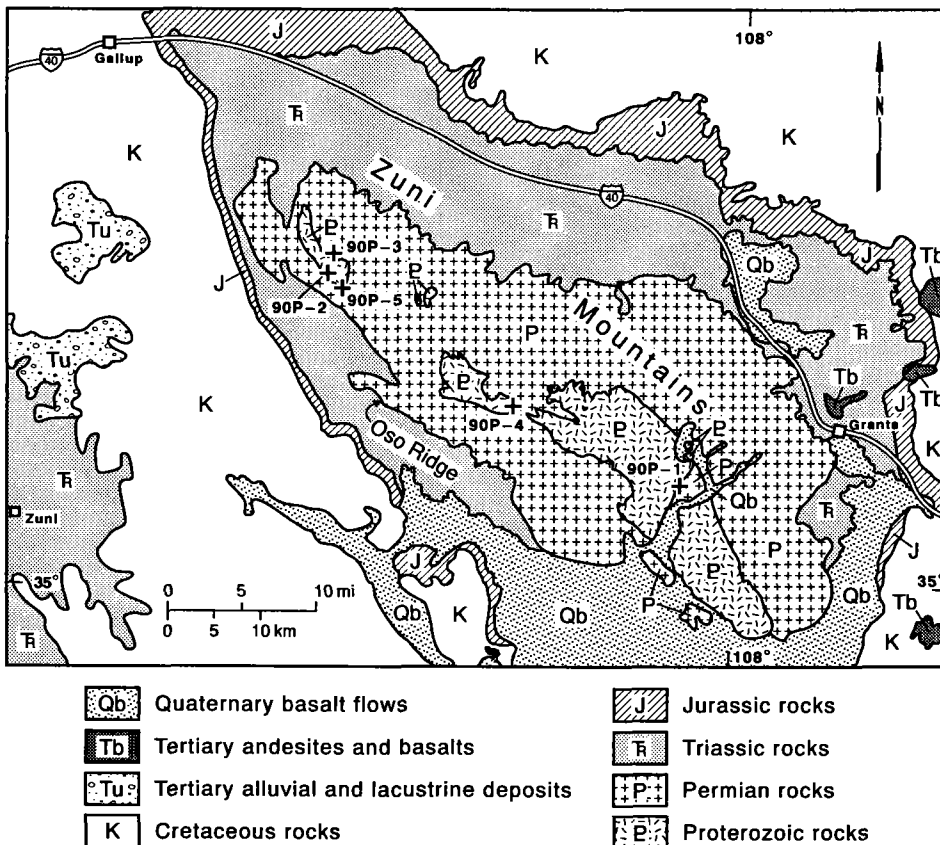 108°
40
Gallup
J
K
N
Ꞧ
K
J
K
Zuni
40
Tu
Ꞧ
Qb
J
Tb
P
90P-3
J
P
90P-2
90P-5
Mountains
P
Ꞧ
Tu
Tb
Tb
P
J
K
90P-4
P
P
Grants
K
Oso Ridge
90P-1
P
Qb
P
Ꞧ
Ꞧ
Zuni
J
35°
0 5 10 mi
0 5 10 km
J
Qb
K
Qb
P
P
P
Qb
35°
Tb
K
Ꞧ
108°
Qb Quaternary basalt flows
Tb Tertiary andesites and basalts
Tu Tertiary alluvial and lacustrine deposits
K Cretaceous rocks
J Jurassic rocks
Ꞧ Triassic rocks
P Permian rocks
P Proterozoic rocks